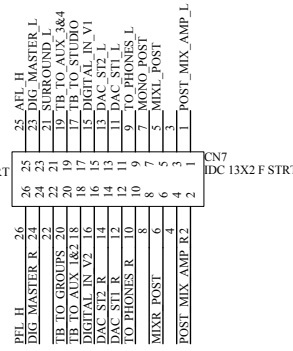 AFL_H 25
DIG_MASTER_L 23
SURROUND_L 21
TB_TO_AUX_3&4 19
TB_TO_STUDIO 17
DIGITAL_IN_V1 15
DAC_ST2_L 13
DAC_ST1_L 11
TO_PHONES_L 9
MONO_POST 7
MIXL_POST 5
3
POST_MIX_AMP_L 1
25 23 21 19 17 16 15 13 11 9 7 5 3 1
26 24 22 20 18 16 14 12 10 8 6 4 2
CN7
IDC 13X2 F STRT
RT
PFL_H 26
DIG_MASTER_R 24
22
TB_TO_GROUPS 20
TB_TO_AUX_1&2 18
DIGITAL_IN_V2 16
DAC_ST2_R 14
DAC_ST1_R 12
TO_PHONES_R 10
8
MIXR_POST 6
4
POST_MIX_AMP_R 2